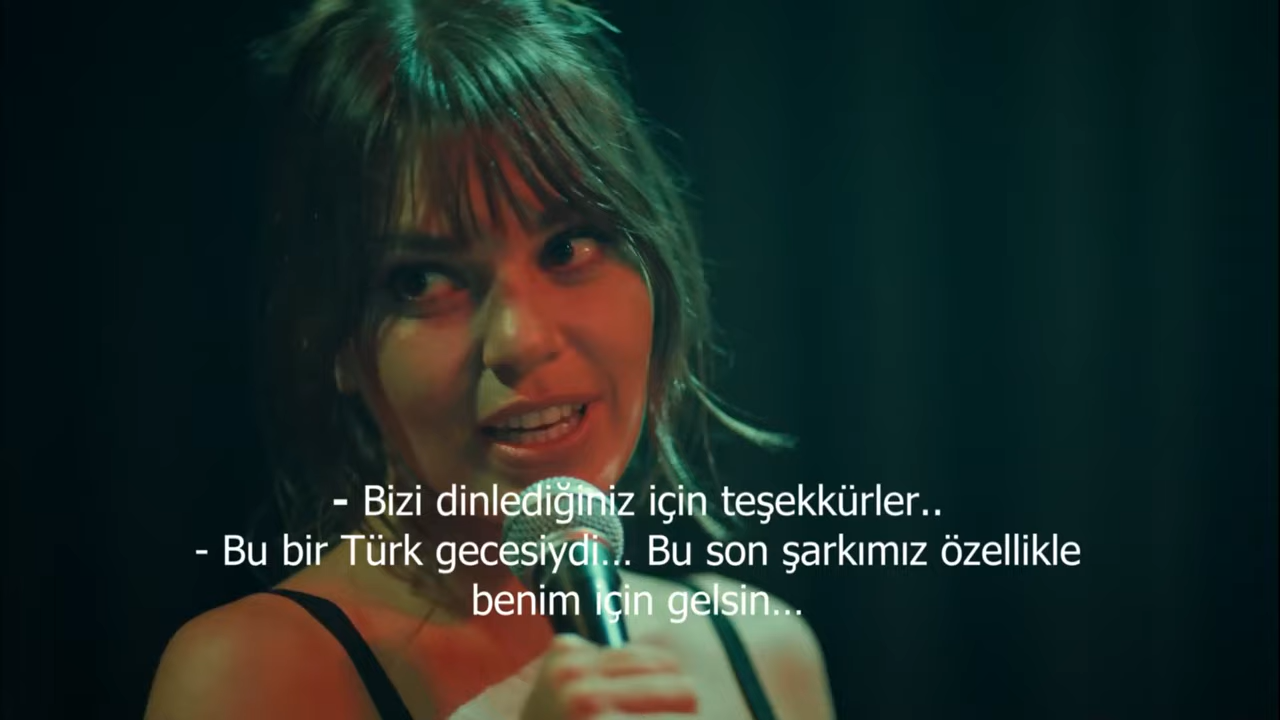 - Bizi dinlediğiniz için teşekkürler..
- Bu bir Türk gecesiydi... Bu son şarkımız özellikle
benim için gelsin...